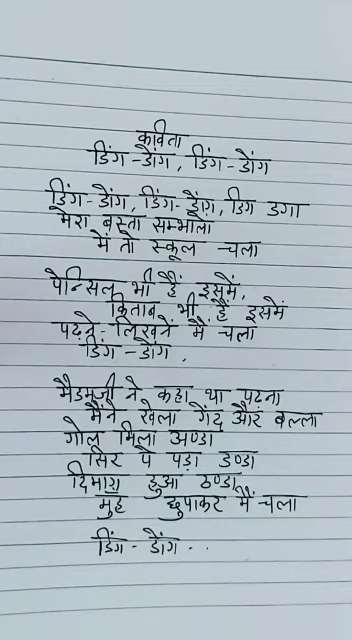 कविता
डिंग-डोंग, डिंग-डोंग
डिंग-डोंग, डिंग-डोंग, डिग डगा
मेरा बस्ता सम्भालो
मैं तो स्कूल चला
पेन्सिल भी है इसमें,
किताब भी है इसमें
पढ़ने-लिखने मैं चला
डिंग-डोंग,
मैडमजी ने कहा था पढ़ना
मैंने खेला गेंद और बल्ला
गोल मिला अण्डा
सिर पे पड़ा डण्डा
दिमाग़ हुआ ठण्डा
मुंह छुपाकर मैं चला
डिंग-डोंग...